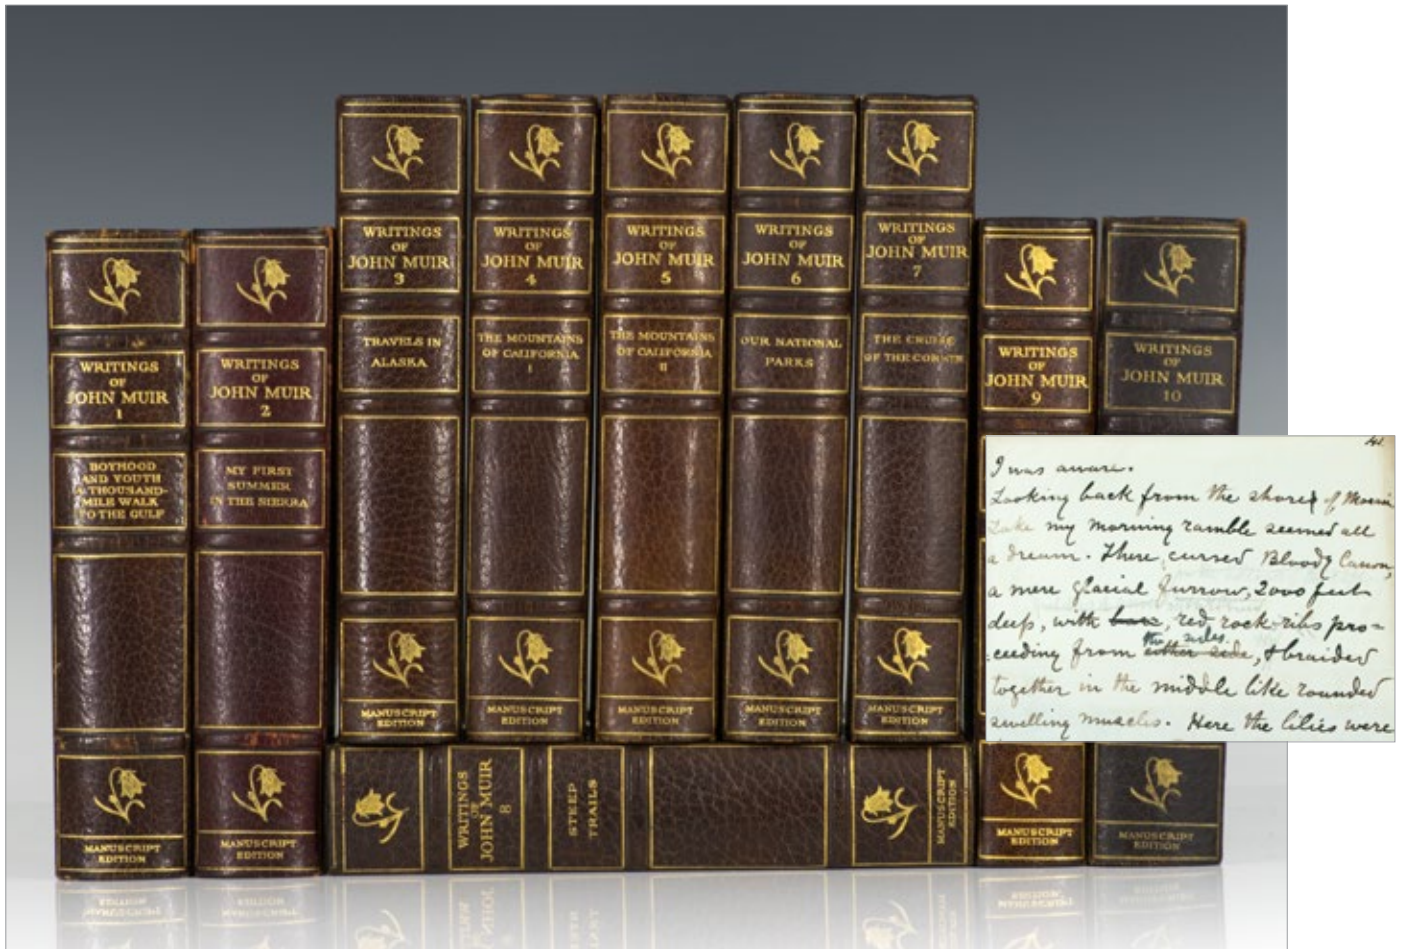 WRITINGS
OF
JOHN MUIR
1
BOYHOOD
AND YOUTH
A THOUSAND-
MILE WALK
TO THE GULF
MANUSCRIPT
EDITION
WRITINGS
OF
JOHN MUIR
2
MY FIRST
SUMMER
IN THE SIERRA
MANUSCRIPT
EDITION
WRITINGS
OF
JOHN MUIR
3
TRAVELS IN
ALASKA
MANUSCRIPT
EDITION
WRITINGS
OF
JOHN MUIR
4
THE MOUNTAINS
OF CALIFORNIA
I
MANUSCRIPT
EDITION
WRITINGS
OF
JOHN MUIR
5
THE MOUNTAINS
OF CALIFORNIA
II
MANUSCRIPT
EDITION
WRITINGS
OF
JOHN MUIR
6
OUR NATIONAL
PARKS
MANUSCRIPT
EDITION
WRITINGS
OF
JOHN MUIR
7
THE CRUISE
OF THE CORWIN
MANUSCRIPT
EDITION
WRITINGS
OF
JOHN MUIR
8
STEEP
TRAILS
MANUSCRIPT
EDITION
WRITINGS
OF
JOHN MUIR
9
MANUSCRIPT
EDITION
WRITINGS
OF
JOHN MUIR
10
MANUSCRIPT
EDITION
I was aware.
Looking back from the shores of Moraine
Lake my morning ramble seemed all
a dream. There curved Bloody Canon,
a mere glacial furrow, 2000 feet
deep, with bare, red rock-ribs pro=
the sides.
ceeding from either side, & braided
together in the middle like rounded
swelling muscles. Here the lilies were